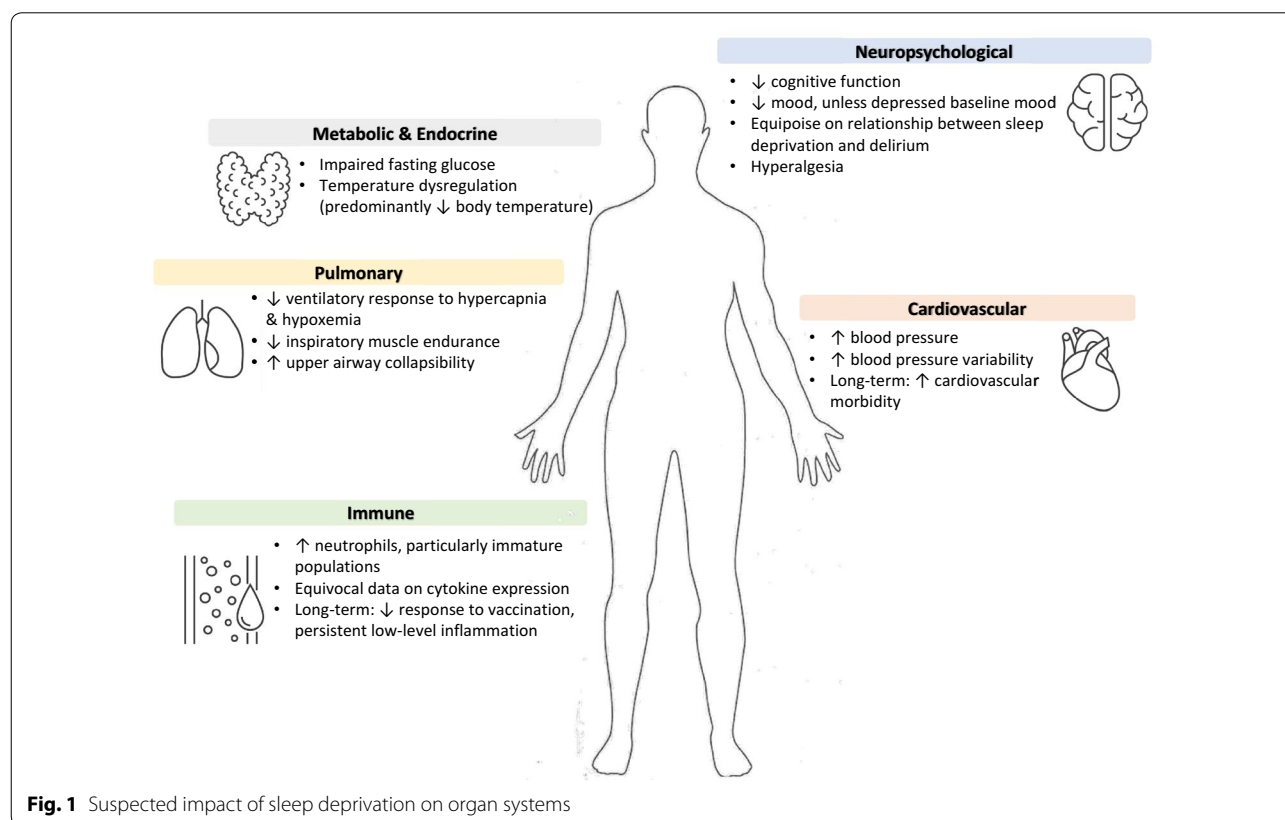 Neuropsychological
• ↓ cognitive function
• ↓ mood, unless depressed baseline mood
• Equipoise on relationship between sleep
deprivation and delirium
• Hyperalgesia
Metabolic & Endocrine
• Impaired fasting glucose
• Temperature dysregulation
(predominantly ↓ body temperature)
Pulmonary
• ↓ ventilatory response to hypercapnia
& hypoxemia
• ↓ inspiratory muscle endurance
• ↑ upper airway collapsibility
Cardiovascular
• ↑ blood pressure
• ↑ blood pressure variability
• Long-term: ↑ cardiovascular
morbidity
Immune
• ↑ neutrophils, particularly immature
populations
• Equivocal data on cytokine expression
• Long-term: ↓ response to vaccination,
persistent low-level inflammation
Fig. 1 Suspected impact of sleep deprivation on organ systems